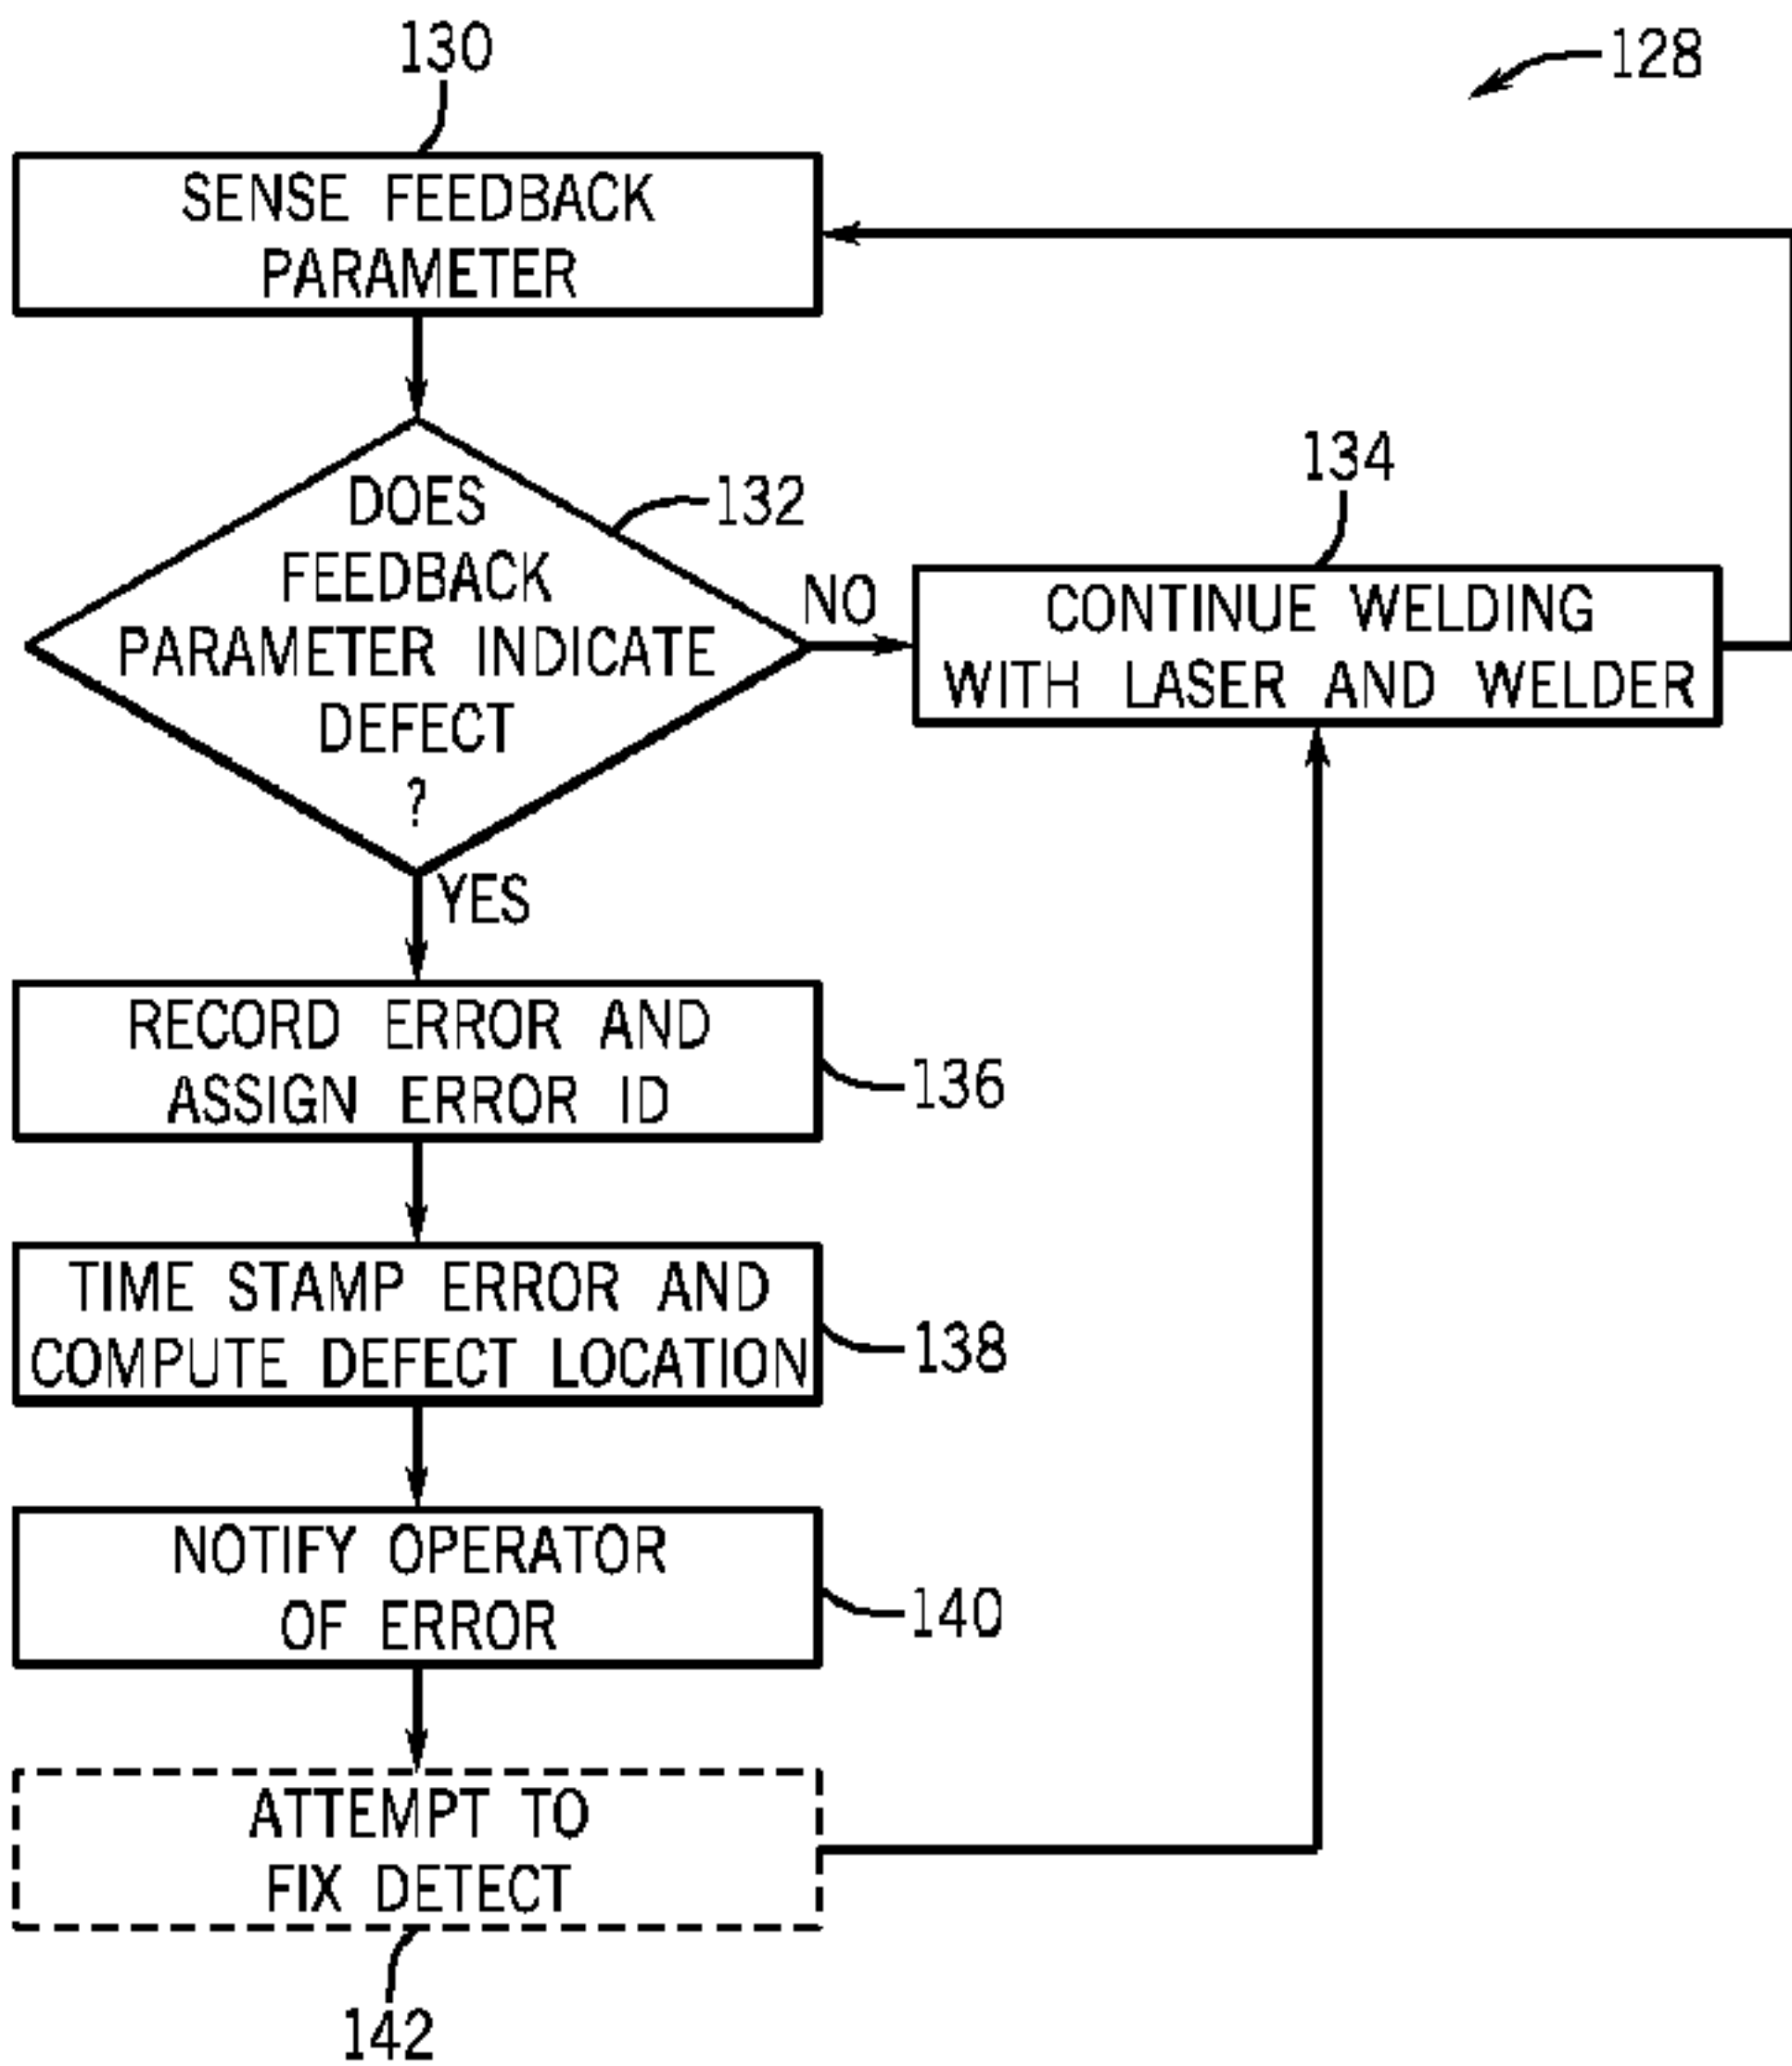 130
128
SENSE FEEDBACK
PARAMETER
DOES
FEEDBACK
PARAMETER INDICATE
DEFECT
?
132
NO
134
CONTINUE WELDING
WITH LASER AND WELDER
YES
RECORD ERROR AND
ASSIGN ERROR ID
136
TIME STAMP ERROR AND
COMPUTE DEFECT LOCATION
138
NOTIFY OPERATOR
OF ERROR
140
ATTEMPT TO
FIX DETECT
142